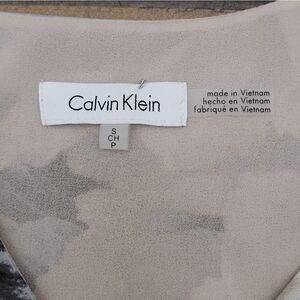 Calvin Klein
S
CH
P
made in Vietnam
hecho en Vietnam
fabriqué en Vietnam